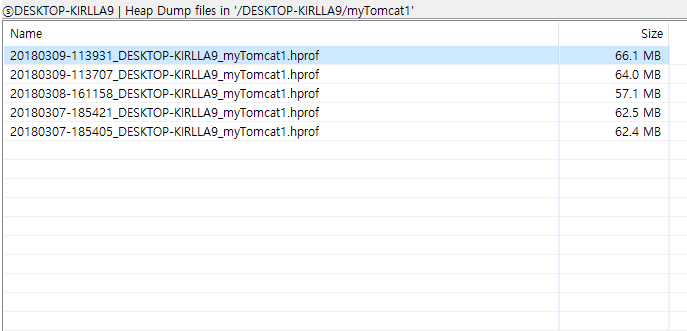 ⓢDESKTOP-KIRLLA9 | Heap Dump files in '/DESKTOP-KIRLLA9/myTomcat1'
Name Size
20180309-113931_DESKTOP-KIRLLA9_myTomcat1.hprof 66.1 MB
20180309-113707_DESKTOP-KIRLLA9_myTomcat1.hprof 64.0 MB
20180308-161158_DESKTOP-KIRLLA9_myTomcat1.hprof 57.1 MB
20180307-185421_DESKTOP-KIRLLA9_myTomcat1.hprof 62.5 MB
20180307-185405_DESKTOP-KIRLLA9_myTomcat1.hprof 62.4 MB